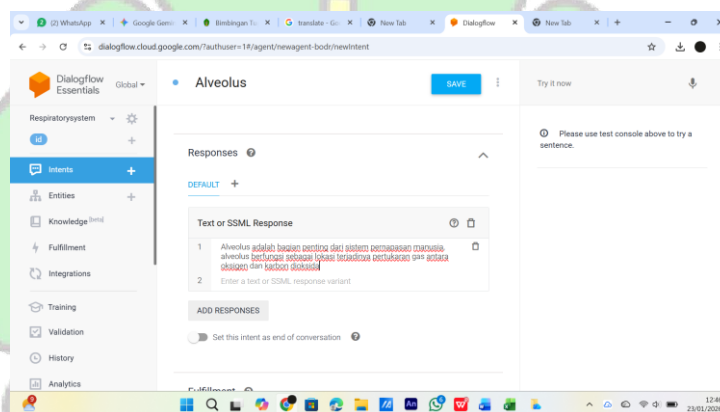 (2) WhatsApp
Google Gemi
Bimbingan Tu
translate - Go
New Tab
Dialogflow
New Tab
dialogflow.cloud.google.com/?authuser=1#/agent/newagent-bodr/newIntent
Dialogflow
Essentials
Global
Alveolus
SAVE
Try it now
Respiratorysystem
id
Please use test console above to try a
sentence.
Intents
Entities
Knowledge [beta]
Fulfillment
Integrations
Training
Validation
History
Analytics
Responses
DEFAULT
Text or SSML Response
1 Alveolus adalah bagian penting dari sistem pernapasan manusia,
alveolus berfungsi sebagai lokasi terjadinya pertukaran gas antara
oksigen dan karbon dioksida
2 Enter a text or SSML response variant
ADD RESPONSES
Set this intent as end of conversation
Fulfillment
An